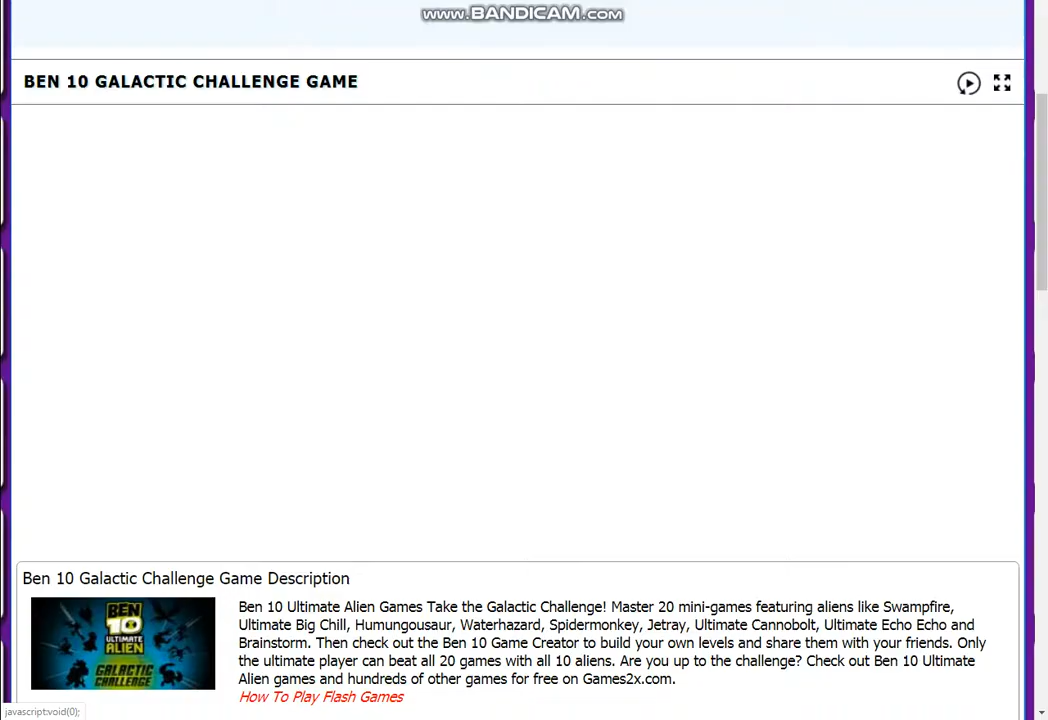 www.BANDICAM.com
BEN 10 GALACTIC CHALLENGE GAME
Ben 10 Galactic Challenge Game Description
BEN
10
ULTIMATE
ALIEN
GALACTIC
CHALLENGE
Ben 10 Ultimate Alien Games Take the Galactic Challenge! Master 20 mini-games featuring aliens like Swampfire,
Ultimate Big Chill, Humungousaur, Waterhazard, Spidermonkey, Jetray, Ultimate Cannobolt, Ultimate Echo Echo and
Brainstorm. Then check out the Ben 10 Game Creator to build your own levels and share them with your friends. Only
the ultimate player can beat all 20 games with all 10 aliens. Are you up to the challenge? Check out Ben 10 Ultimate
Alien games and hundreds of other games for free on Games2x.com.
How To Play Flash Games
javascript:void(0);